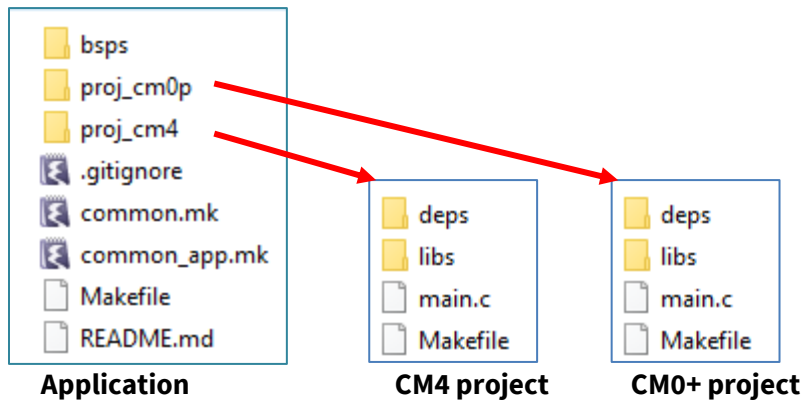 bsps
proj_cm0p
proj_cm4
.gitignore
common.mk
common_app.mk
Makefile
README.md
Application
deps
libs
main.c
Makefile
CM4 project
deps
libs
main.c
Makefile
CM0+ project